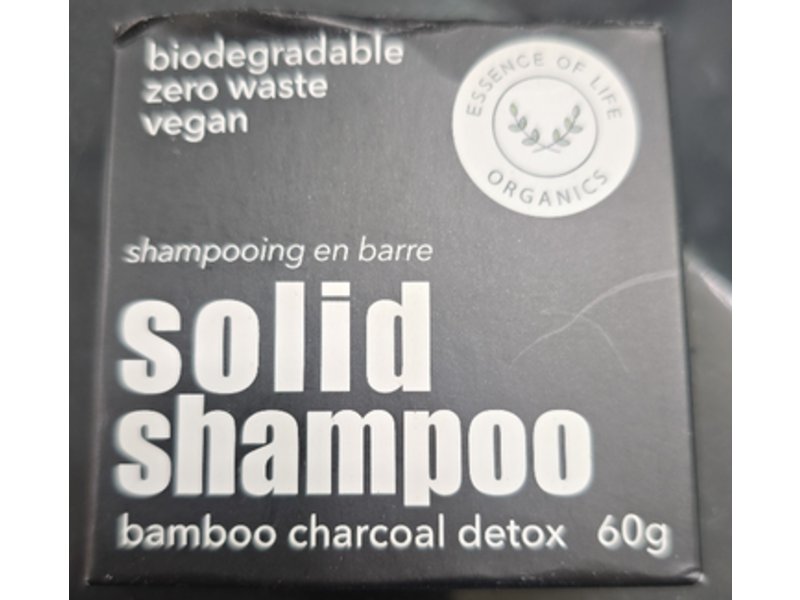 biodegradable
zero waste
vegan
ESSENCE OF LIFE
ORGANICS
shampooing en barre
solid
shampoo
bamboo charcoal detox 60g